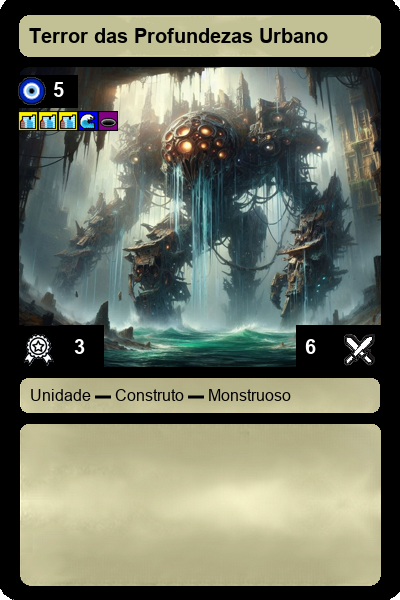 Terror das Profundezas Urbano
5
3
6
Unidade — Construto — Monstruoso